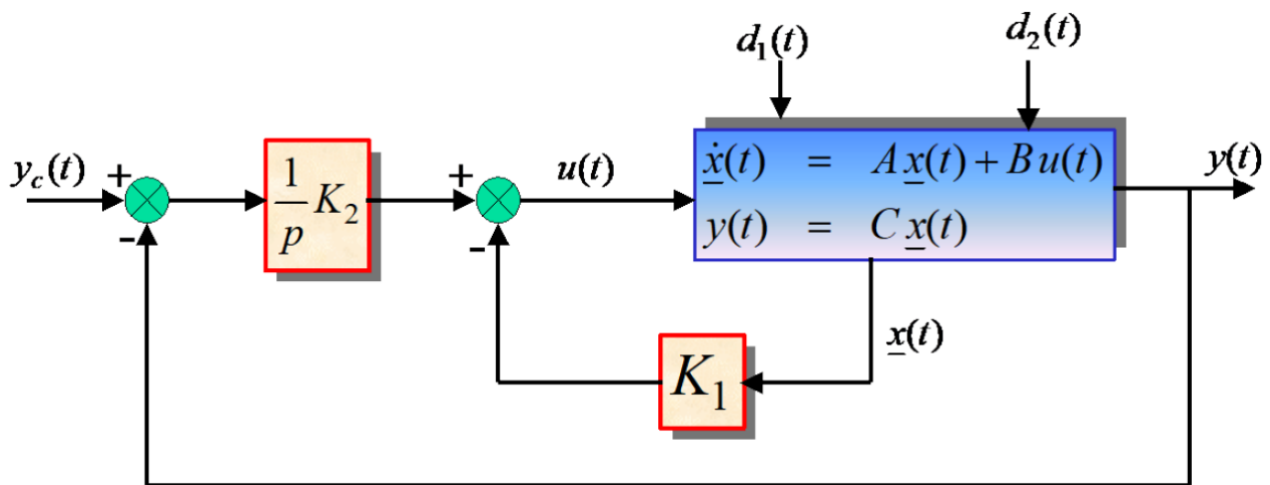 d₁(t)
d₂(t)
y_c(t)
+
-
1/p K₂
+
-
u(t)
ẋ(t) = A x(t) + B u(t)
y(t) = C x(t)
y(t)
x(t)
K₁